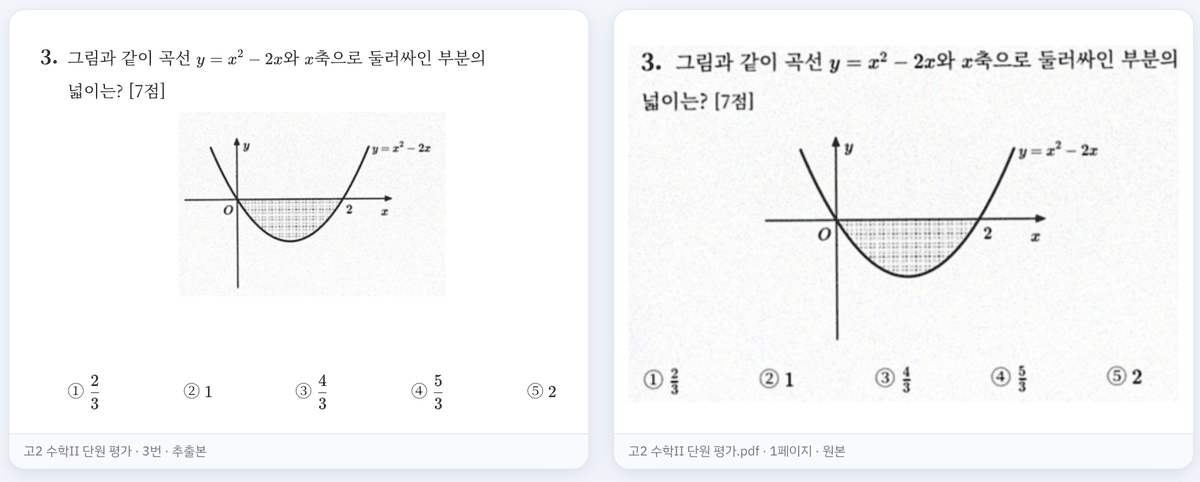 3. 그림과 같이 곡선 y = x² − 2x와 x축으로 둘러싸인 부분의
넓이는? [7점]
y
y = x² − 2x
O
2
x
① 2/3 ② 1 ③ 4/3 ④ 5/3 ⑤ 2
고2 수학II 단원 평가 · 3번 · 추출본
3. 그림과 같이 곡선 y = x² − 2x와 x축으로 둘러싸인 부분의
넓이는? [7점]
y
y = x² − 2x
O
2
x
① 2/3 ② 1 ③ 4/3 ④ 5/3 ⑤ 2
고2 수학II 단원 평가.pdf · 1페이지 · 원본